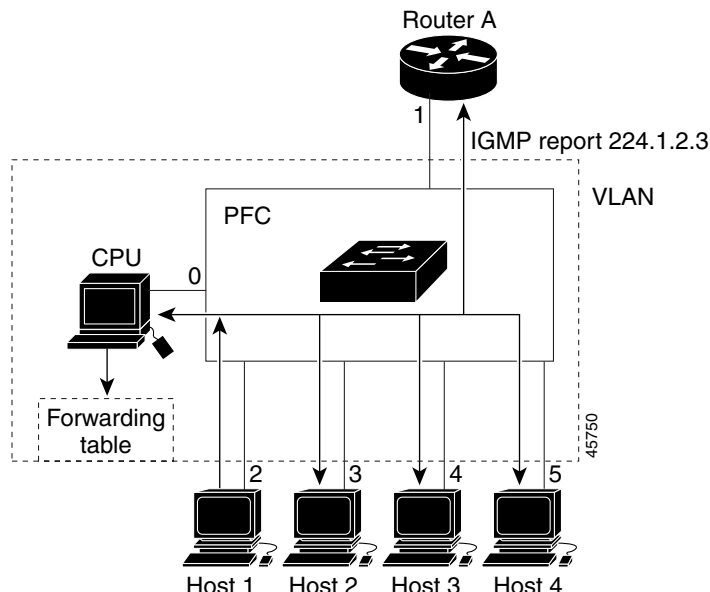 Router A
1
IGMP report 224.1.2.3
VLAN
PFC
CPU
0
Forwarding
table
45750
2
3
4
5
Host 1
Host 2
Host 3
Host 4